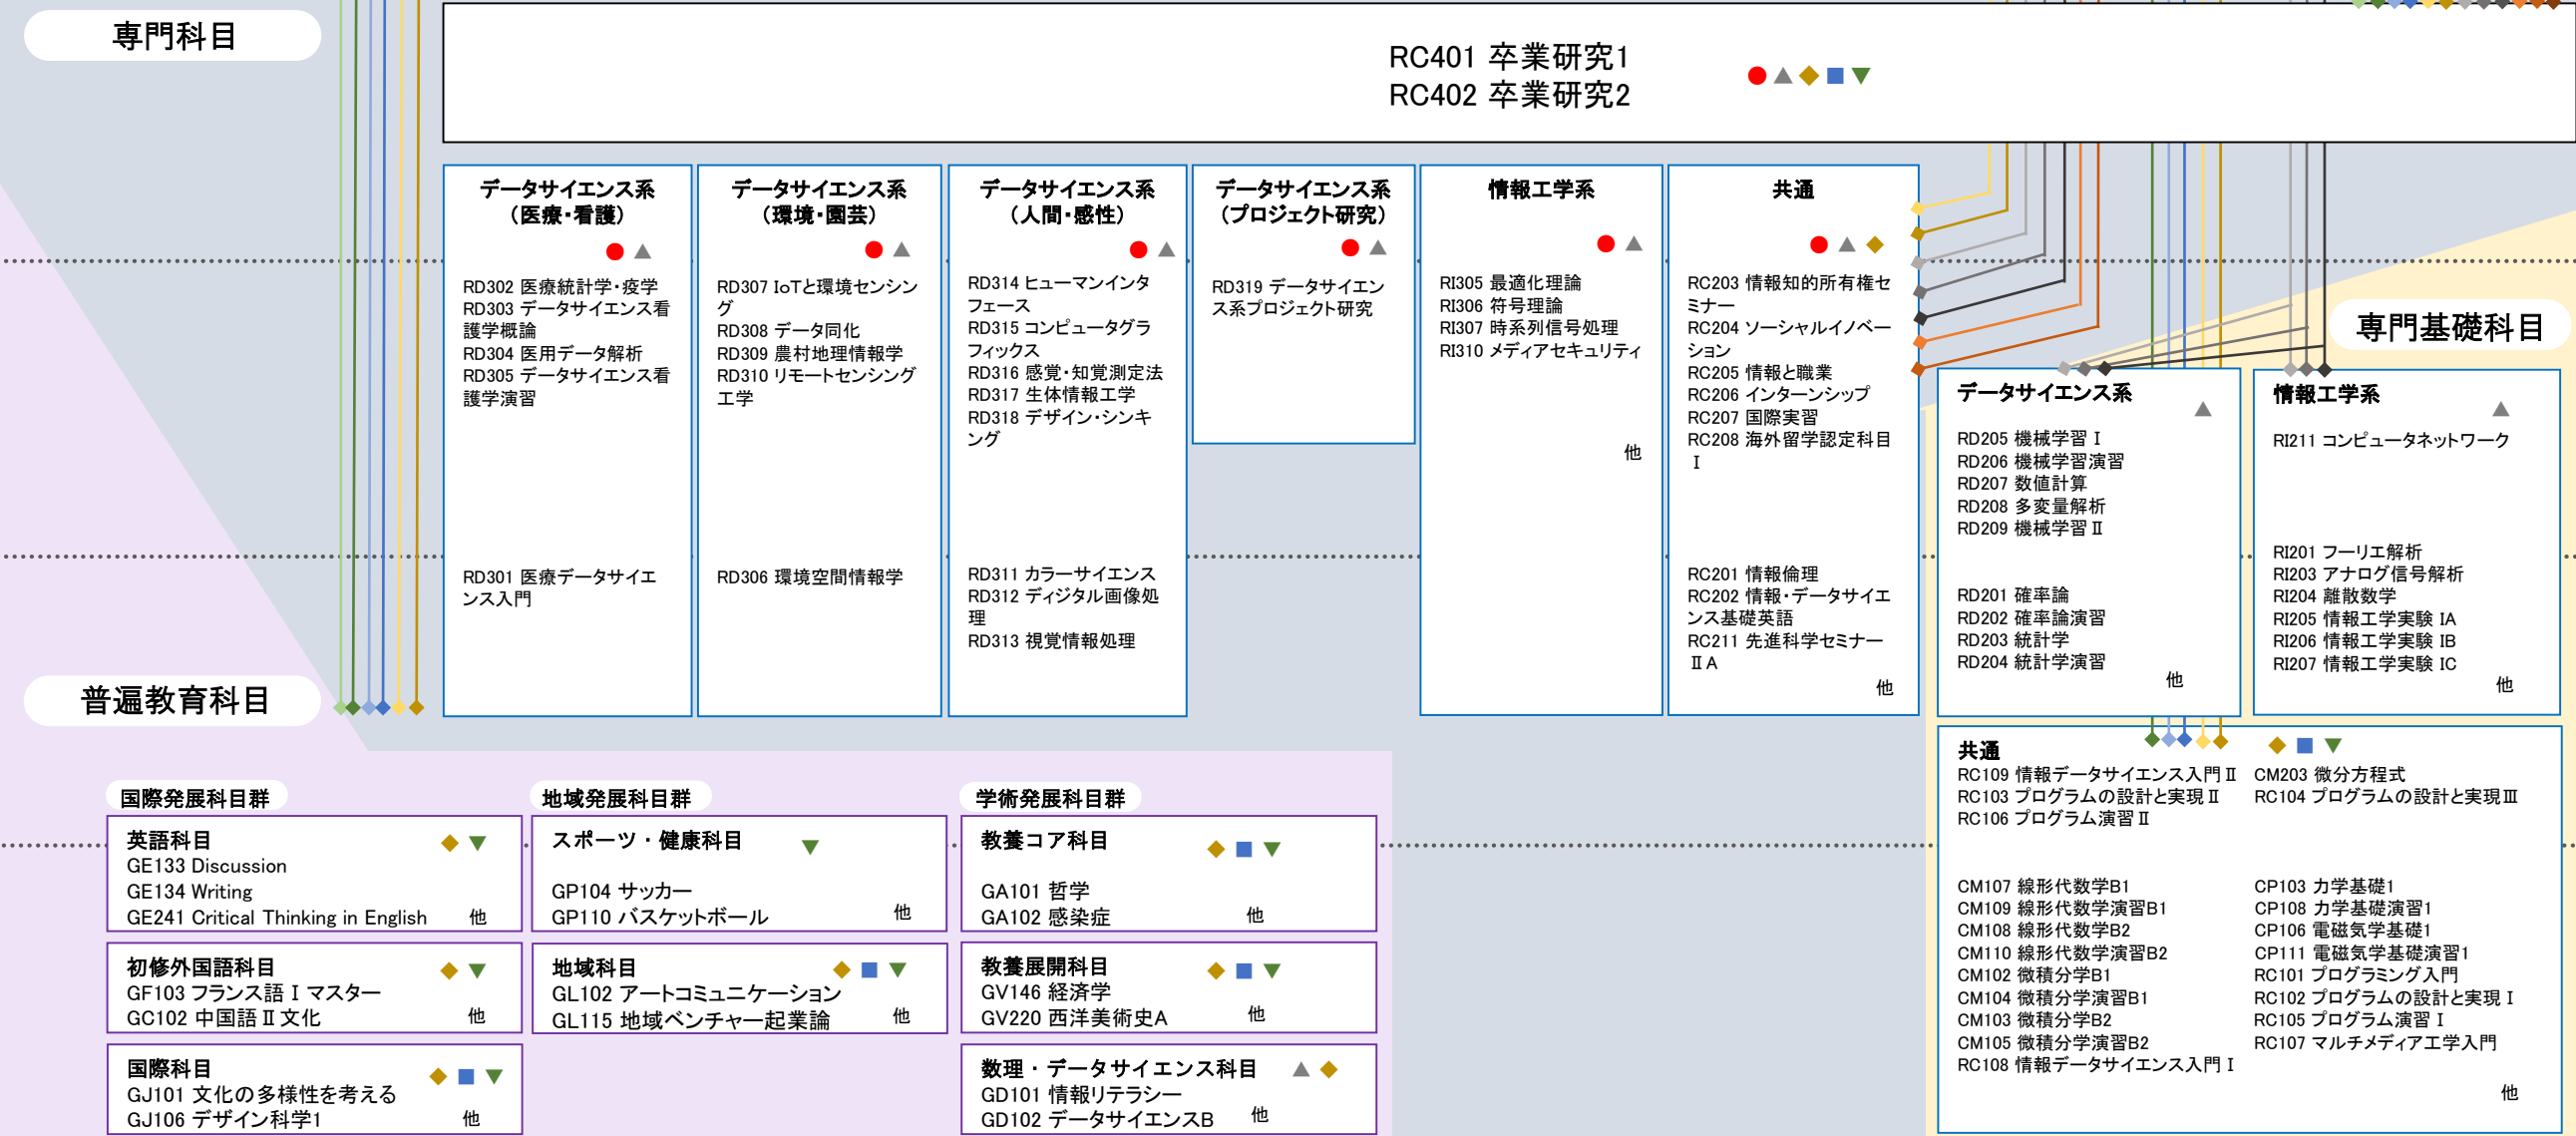 専門科目
RC401 卒業研究1
RC402 卒業研究2
データサイエンス系
（医療・看護）
RD302 医療統計学・疫学
RD303 データサイエンス看
護学概論
RD304 医用データ解析
RD305 データサイエンス看
護学演習
RD301 医療データサイエ
ンス入門
データサイエンス系
（環境・園芸）
RD307 IoTと環境センシン
グ
RD308 データ同化
RD309 農村地理情報学
RD310 リモートセンシング
工学
RD306 環境空間情報学
データサイエンス系
（人間・感性）
RD314 ヒューマンインタ
フェース
RD315 コンピュータグラ
フィックス
RD316 感覚・知覚測定法
RD317 生体情報工学
RD318 デザイン・シンキ
ング
RD311 カラーサイエンス
RD312 ディジタル画像処
理
RD313 視覚情報処理
データサイエンス系
（プロジェクト研究）
RD319 データサイエン
ス系プロジェクト研究
情報工学系
RI305 最適化理論
RI306 符号理論
RI307 時系列信号処理
RI310 メディアセキュリティ
他
共通
RC203 情報知的所有権セ
ミナー
RC204 ソーシャルイノベー
ション
RC205 情報と職業
RC206 インターンシップ
RC207 国際実習
RC208 海外留学認定科目
Ⅰ
RC201 情報倫理
RC202 情報・データサイエ
ンス基礎英語
RC211 先進科学セミナー
ⅡA
他
専門基礎科目
データサイエンス系
RD205 機械学習Ⅰ
RD206 機械学習演習
RD207 数値計算
RD208 多変量解析
RD209 機械学習Ⅱ
RD201 確率論
RD202 確率論演習
RD203 統計学
RD204 統計学演習
他
情報工学系
RI211 コンピュータネットワーク
RI201 フーリエ解析
RI203 アナログ信号解析
RI204 離散数学
RI205 情報工学実験 IA
RI206 情報工学実験 IB
RI207 情報工学実験 IC
他
共通
RC109 情報データサイエンス入門Ⅱ
RC103 プログラムの設計と実現Ⅱ
RC106 プログラム演習Ⅱ
CM203 微分方程式
RC104 プログラムの設計と実現Ⅲ
CM107 線形代数学B1
CM109 線形代数学演習B1
CM108 線形代数学B2
CM110 線形代数学演習B2
CM102 微積分学B1
CM104 微積分学演習B1
CM103 微積分学B2
CM105 微積分学演習B2
RC108 情報データサイエンス入門Ⅰ
CP103 力学基礎1
CP108 力学基礎演習1
CP106 電磁気学基礎1
CP111 電磁気学基礎演習1
RC101 プログラミング入門
RC102 プログラムの設計と実現Ⅰ
RC105 プログラム演習Ⅰ
RC107 マルチメディア工学入門
他
普遍教育科目
国際発展科目群
英語科目
GE133 Discussion
GE134 Writing
GE241 Critical Thinking in English 他
初修外国語科目
GF103 フランス語Ⅰマスター
GC102 中国語Ⅱ文化 他
国際科目
GJ101 文化の多様性を考える
GJ106 デザイン科学1 他
地域発展科目群
スポーツ・健康科目
GP104 サッカー
GP110 バスケットボール 他
地域科目
GL102 アートコミュニケーション
GL115 地域ベンチャー起業論 他
学術発展科目群
教養コア科目
GA101 哲学
GA102 感染症 他
教養展開科目
GV146 経済学
GV220 西洋美術史A 他
数理・データサイエンス科目
GD101 情報リテラシー
GD102 データサイエンスB 他